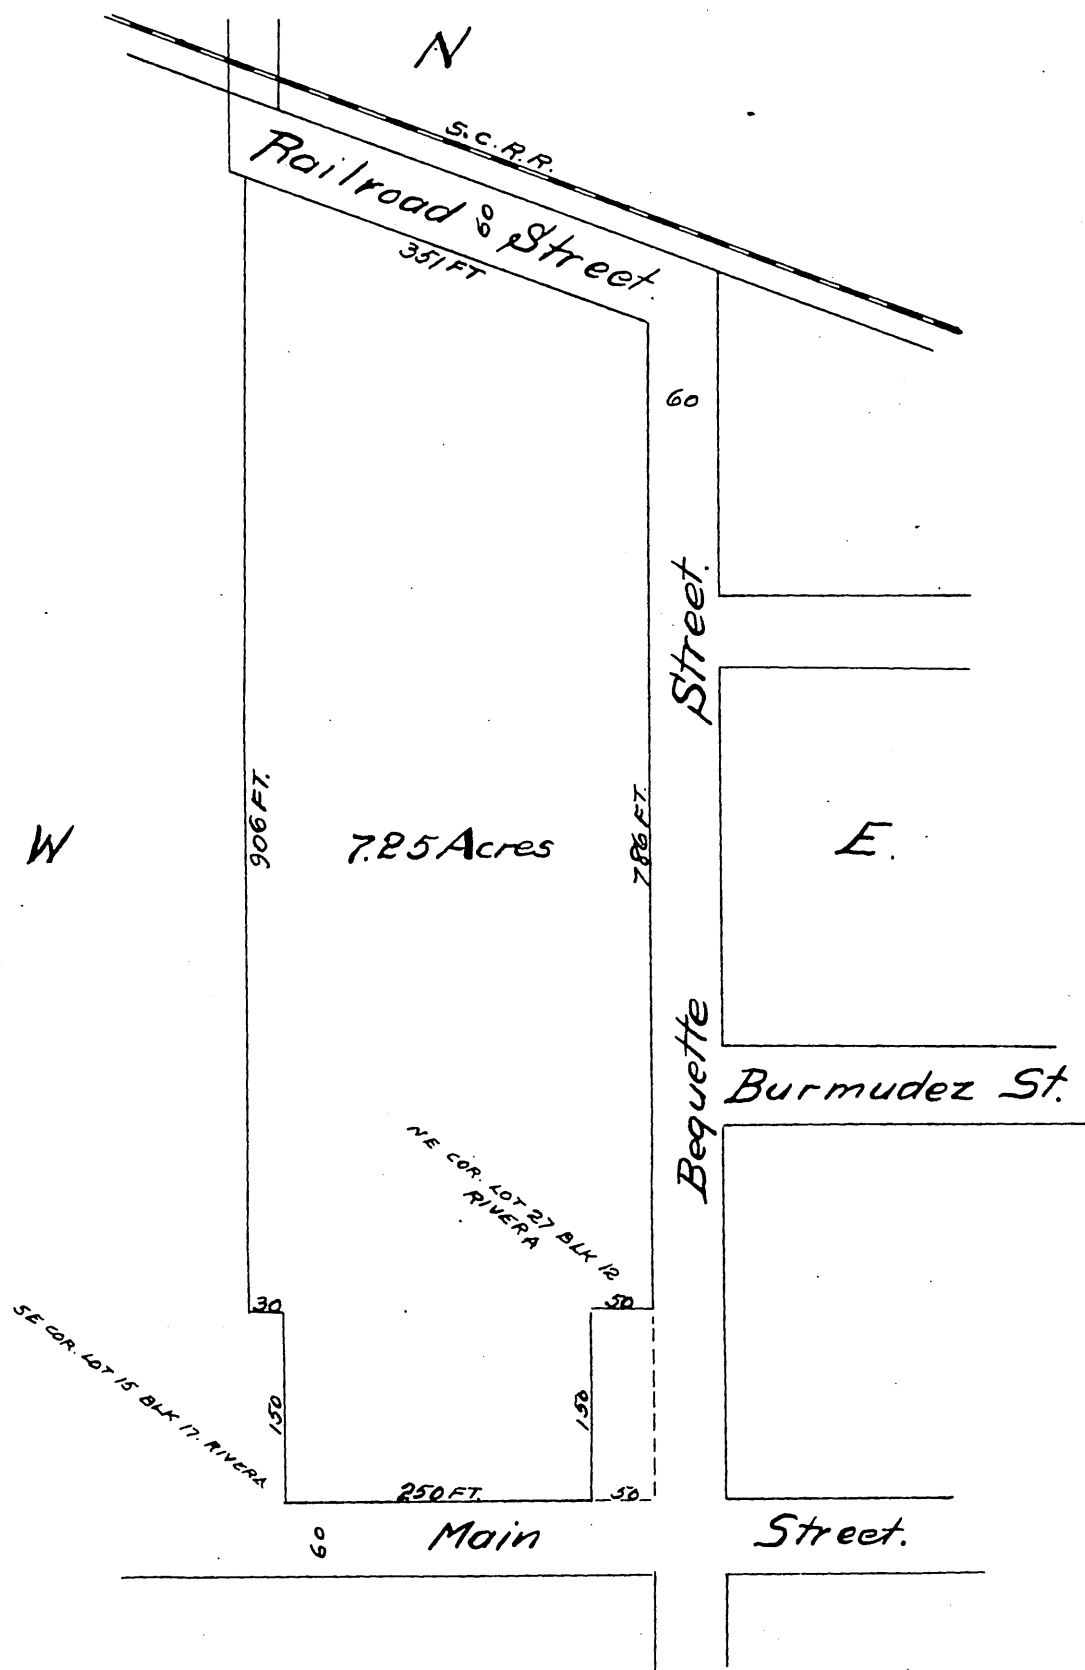 N
S.C.R.R.
Railroad Street.
60
351 FT
60
Street.
W
906 FT.
7.25 Acres
786 FT.
E.
Bequette
Burmudez St.
NE COR. LOT 27 BLK 12
RIVERA
30
50
SE COR. LOT 15 BLK 17. RIVERA
150
150
250 FT.
50
60
Main Street.